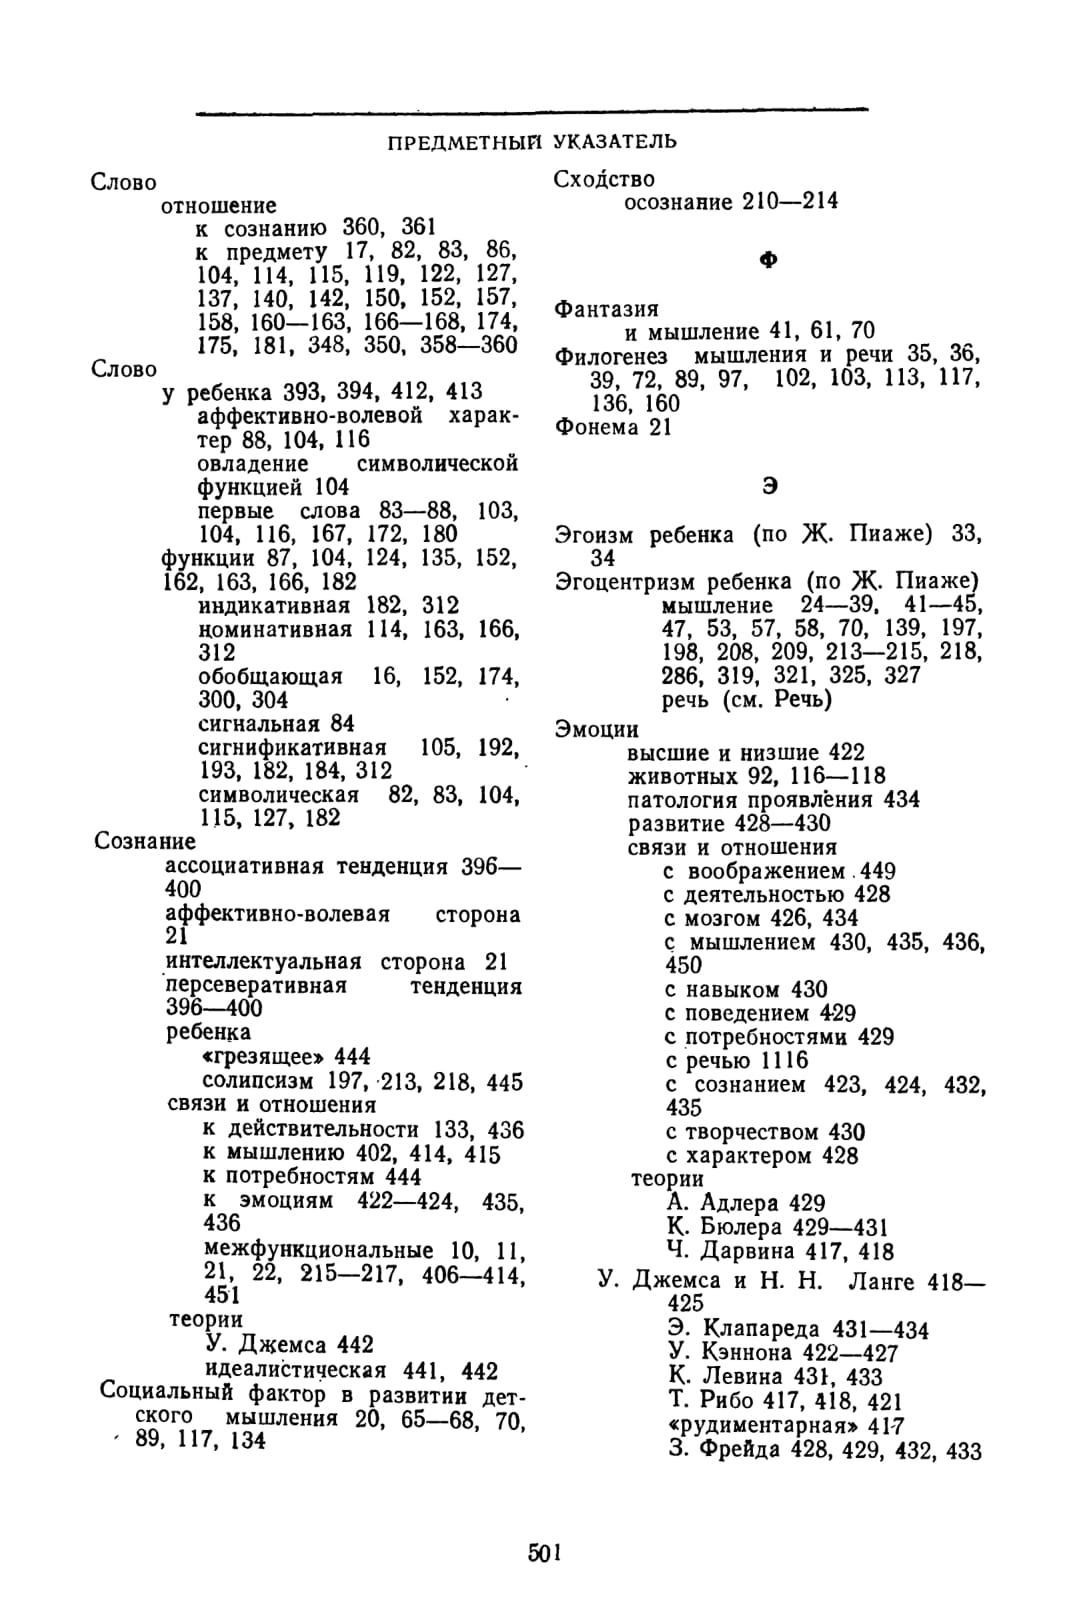 ПРЕДМЕТНЫЙ УКАЗАТЕЛЬ
Слово
отношение
к сознанию 360, 361
к предмету 17, 82, 83, 86,
104, 114, 115, 119, 122, 127,
137, 140, 142, 150, 152, 157,
158, 160—163, 166—168, 174,
175, 181, 348, 350, 358—360
Слово
у ребенка 393, 394, 412, 413
аффективно-волевой харак-
тер 88, 104, 116
овладение символической
функцией 104
первые слова 83—88, 103,
104, 116, 167, 172, 180
функции 87, 104, 124, 135, 152,
162, 163, 166, 182
индикативная 182, 312
номинативная 114, 163, 166,
312
обобщающая 16, 152, 174,
300, 304
сигнальная 84
сигнификативная 105, 192,
193, 182, 184, 312
символическая 82, 83, 104,
115, 127, 182
Сознание
ассоциативная тенденция 396—
400
аффективно-волевая сторона
21
интеллектуальная сторона 21
персеверативная тенденция
396—400
ребенка
«грезящее» 444
солипсизм 197, 213, 218, 445
связи и отношения
к действительности 133, 436
к мышлению 402, 414, 415
к потребностям 444
к эмоциям 422—424, 435,
436
межфункциональные 10, 11,
21, 22, 215—217, 406—414,
451
теории
У. Джемса 442
идеалистическая 441, 442
Социальный фактор в развитии дет-
ского мышления 20, 65—68, 70,
89, 117, 134
Сходство
осознание 210—214
Ф
Фантазия
и мышление 41, 61, 70
Филогенез мышления и речи 35, 36,
39, 72, 89, 97, 102, 103, 113, 117,
136, 160
Фонема 21
Э
Эгоизм ребенка (по Ж. Пиаже) 33,
34
Эгоцентризм ребенка (по Ж. Пиаже)
мышление 24—39, 41—45,
47, 53, 57, 58, 70, 139, 197,
198, 208, 209, 213—215, 218,
286, 319, 321, 325, 327
речь (см. Речь)
Эмоции
высшие и низшие 422
животных 92, 116—118
патология проявления 434
развитие 428—430
связи и отношения
с воображением 449
с деятельностью 428
с мозгом 426, 434
с мышлением 430, 435, 436,
450
с навыком 430
с поведением 429
с потребностями 429
с речью 1116
с сознанием 423, 424, 432,
435
с творчеством 430
с характером 428
теории
А. Адлера 429
К. Бюлера 429—431
Ч. Дарвина 417, 418
У. Джемса и Н. Н. Ланге 418—
425
Э. Клапареда 431—434
У. Кэннона 422—427
К. Левина 431, 433
Т. Рибо 417, 418, 421
«рудиментарная» 417
З. Фрейда 428, 429, 432, 433
501